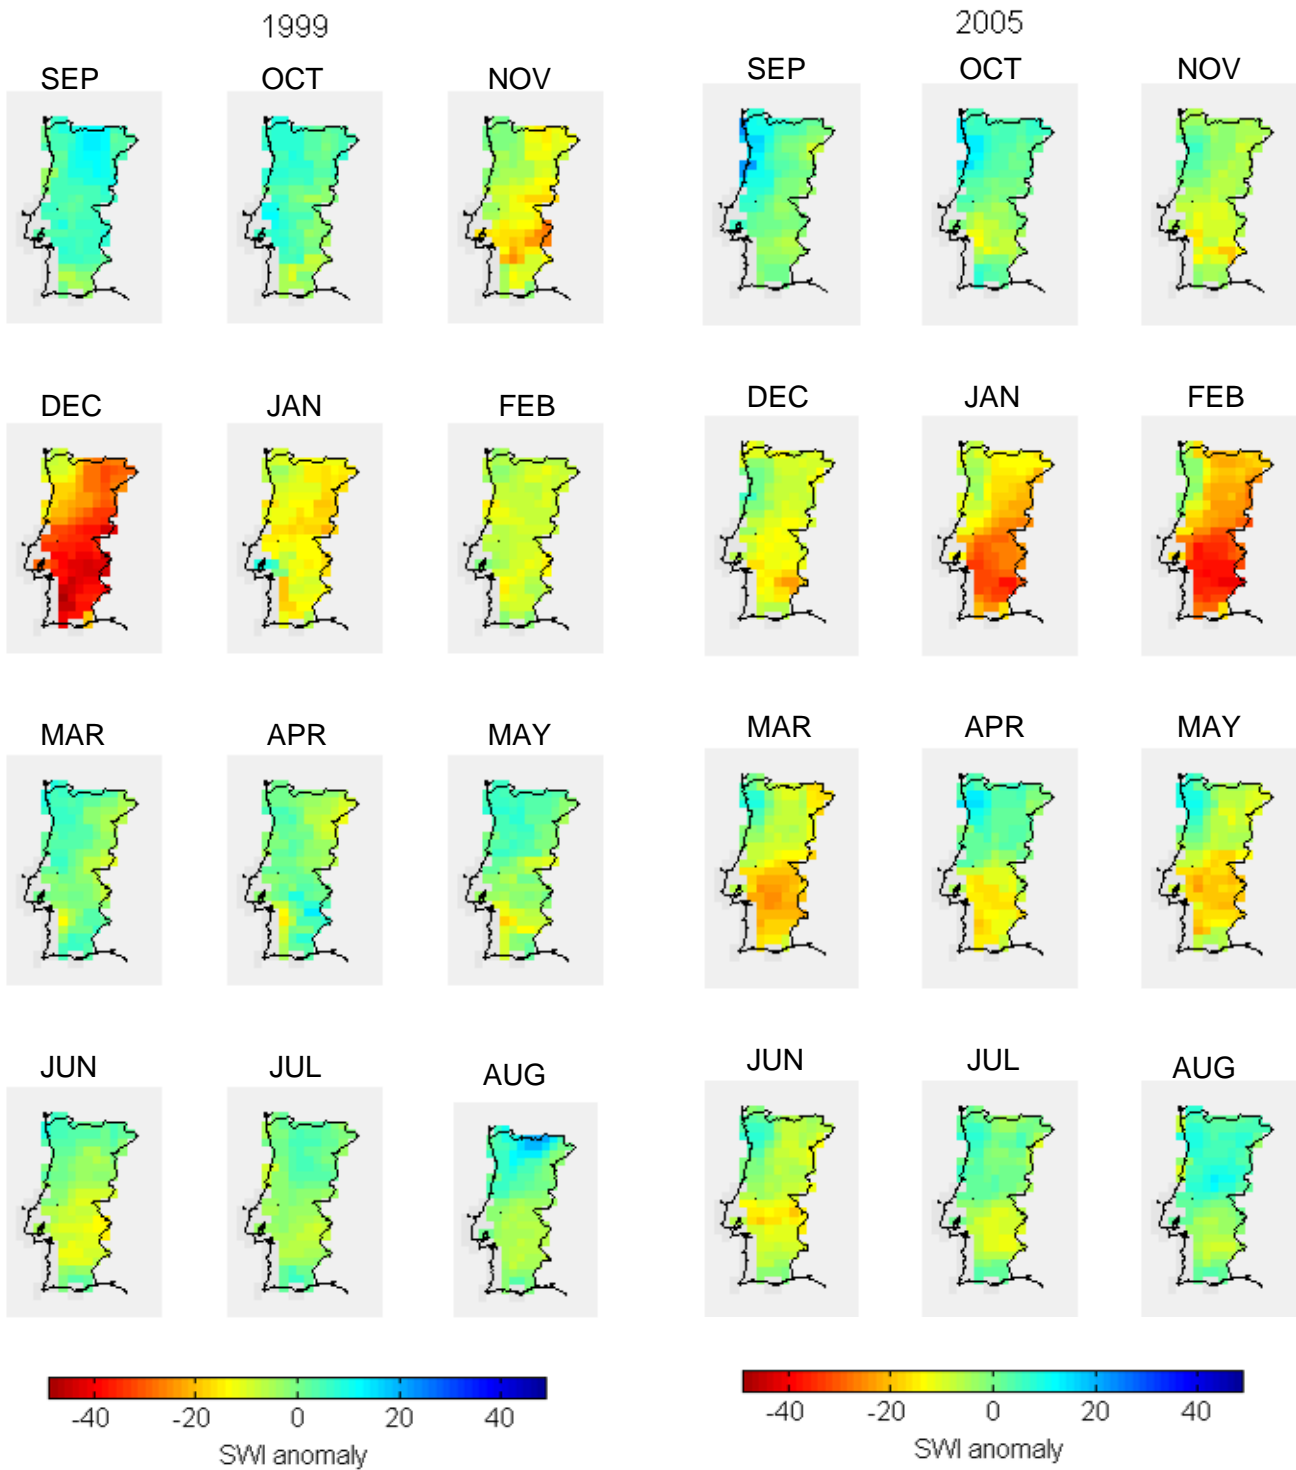 1999
SEP OCT NOV
DEC JAN FEB
MAR APR MAY
JUN JUL AUG
-40 -20 0 20 40
SWI anomaly
2005
SEP OCT NOV
DEC JAN FEB
MAR APR MAY
JUN JUL AUG
-40 -20 0 20 40
SWI anomaly